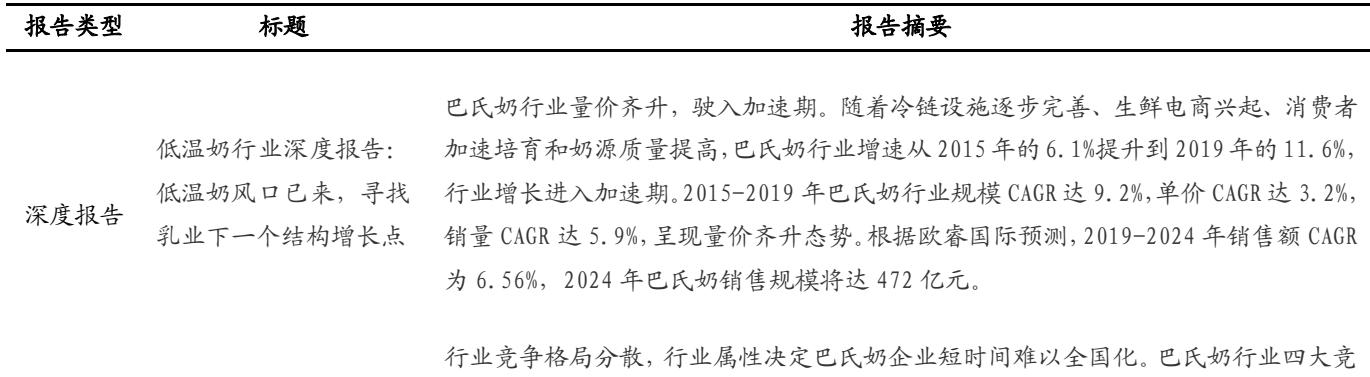 报告类型 标题 报告摘要
巴氏奶行业量价齐升，驶入加速期。随着冷链设施逐步完善、生鲜电商兴起、消费者
低温奶行业深度报告：
加速培育和奶源质量提高，巴氏奶行业增速从 2015 年的 6.1%提升到 2019 年的 11.6%，
低温奶风口已来，寻找
行业增长进入加速期。2015-2019 年巴氏奶行业规模 CAGR 达 9.2%，单价 CAGR 达 3.2%，
深度报告
乳业下一个结构增长点
销量 CAGR 达 5.9%，呈现量价齐升态势。根据欧睿国际预测，2019-2024 年销售额 CAGR
为 6.56%，2024 年巴氏奶销售规模将达 472 亿元。
行业竞争格局分散，行业属性决定巴氏奶企业短时间难以全国化。巴氏奶行业四大竞